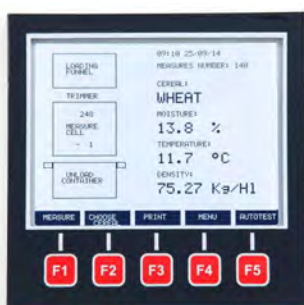 09:10 25/09/14
MEASURES NUMBER: 140
LOADING
FUNNEL
TRIMMER
240
MEASURE
CELL
- 1
UNLOAD
CONTAINER
CEREAL:
WHEAT
MOISTURE:
13.8 %
TEMPERATURE:
11.7 °C
DENSITY:
75.27 Kg/Hl
MEASURE
CHOOSE
CEREAL
PRINT
MENU
AUTOTEST
F1
F2
F3
F4
F5